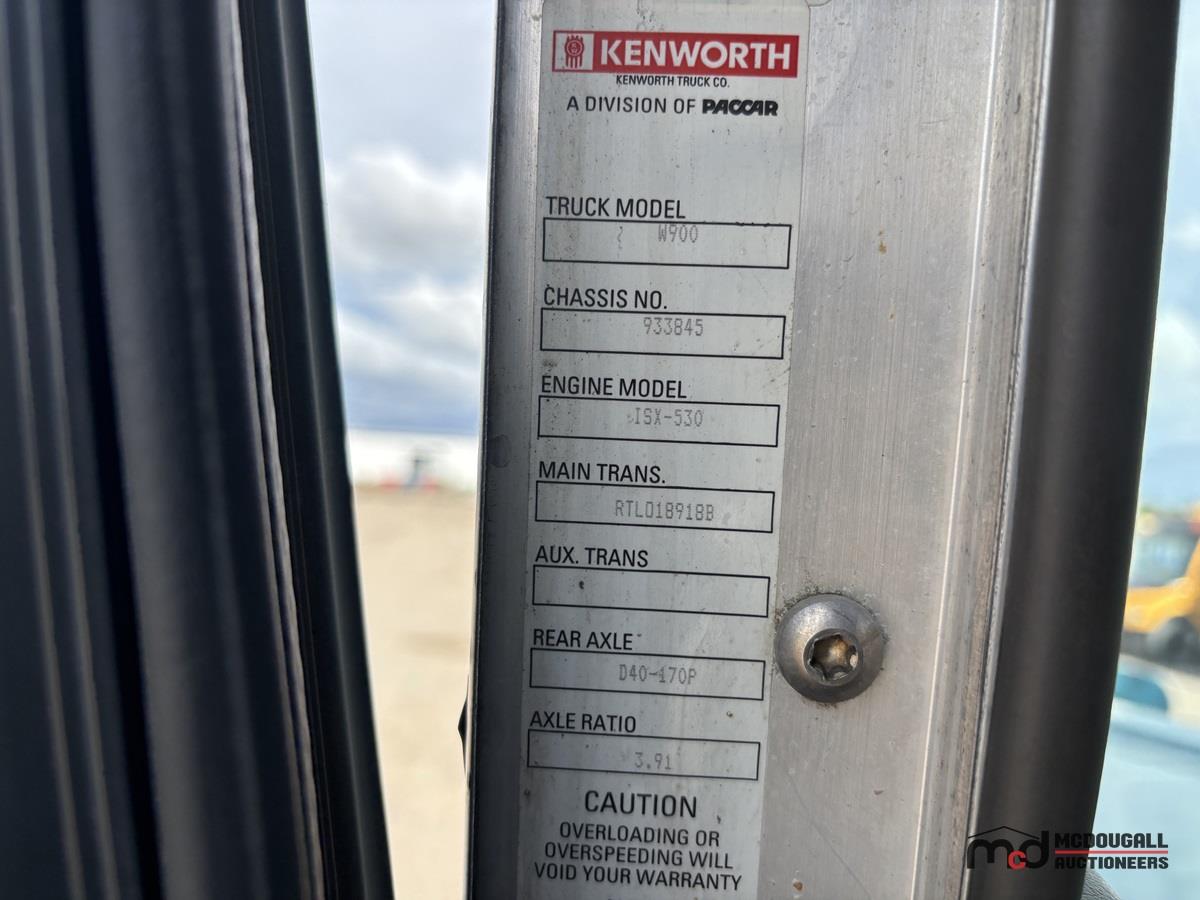 KENWORTH
KENWORTH TRUCK CO.
A DIVISION OF PACCAR
TRUCK MODEL
W900
CHASSIS NO.
933845
ENGINE MODEL
ISX-530
MAIN TRANS.
RTLO18918B
AUX. TRANS
REAR AXLE
D40-170P
AXLE RATIO
3.91
CAUTION
OVERLOADING OR
OVERSPEEDING WILL
VOID YOUR WARRANTY
mcd MCDOUGALL
AUCTIONEERS